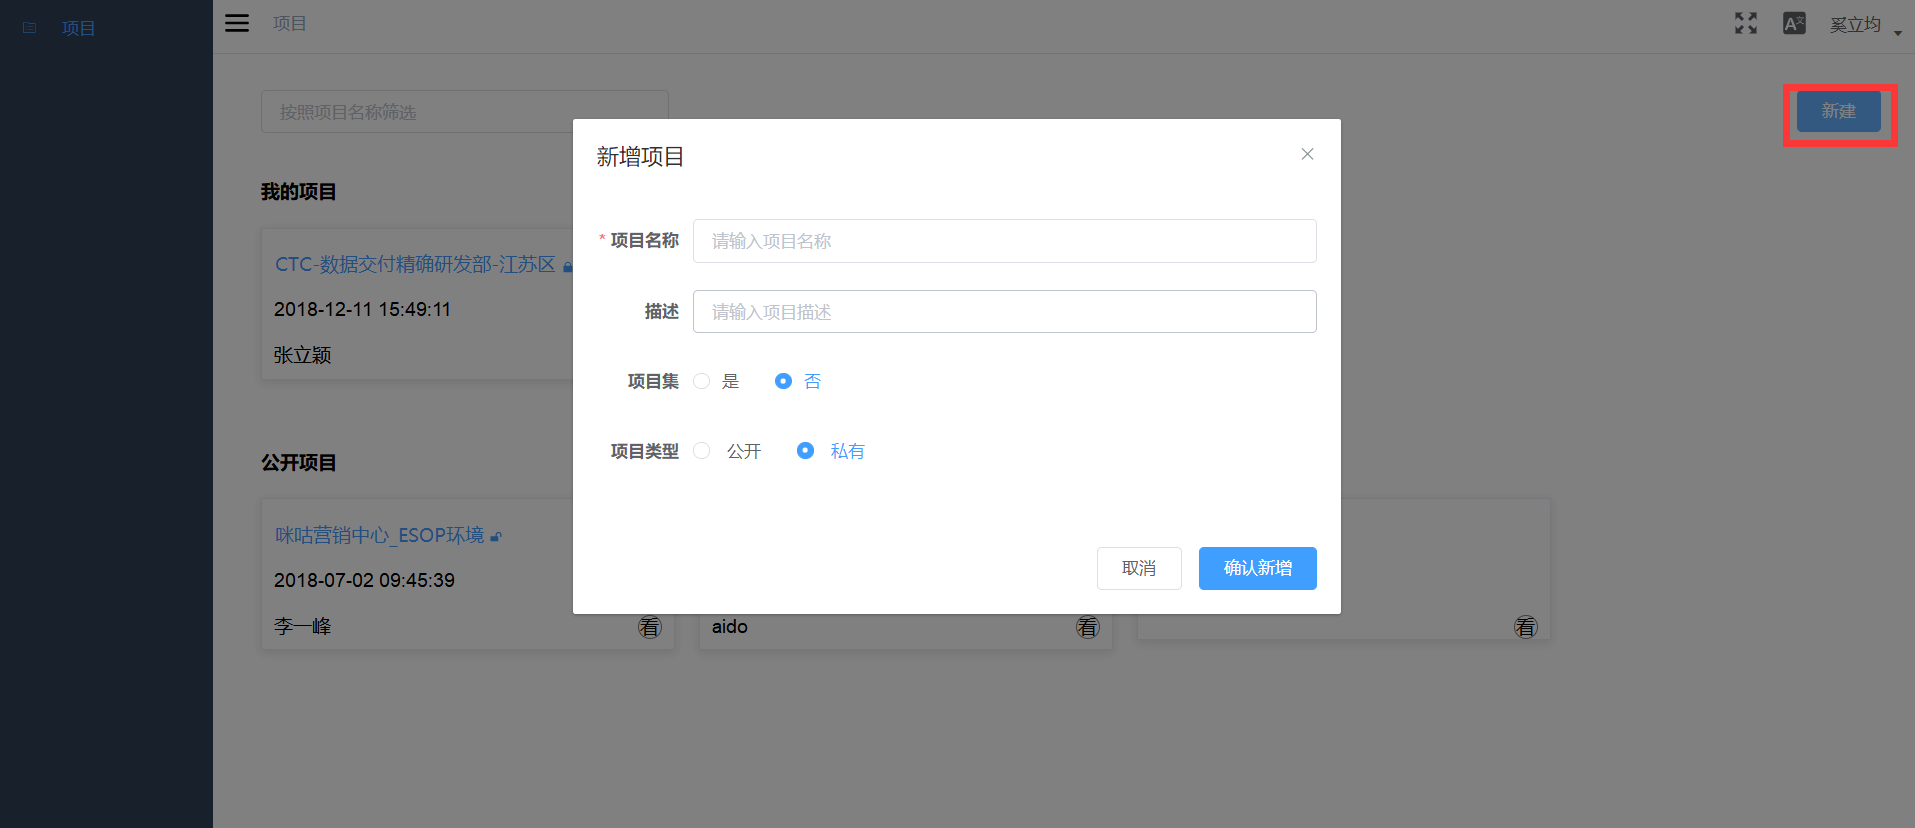 项目
项目
奚立均
按照项目名称筛选
新建
新增项目
我的项目
* 项目名称
请输入项目名称
CTC-数据交付精确研发部-江苏区
2018-12-11 15:49:11
描述
请输入项目描述
张立颖
项目集
是
否
项目类型
公开
私有
公开项目
咪咕营销中心_ESOP环境
2018-07-02 09:45:39
取消
确认新增
李一峰
看
aido
看
看